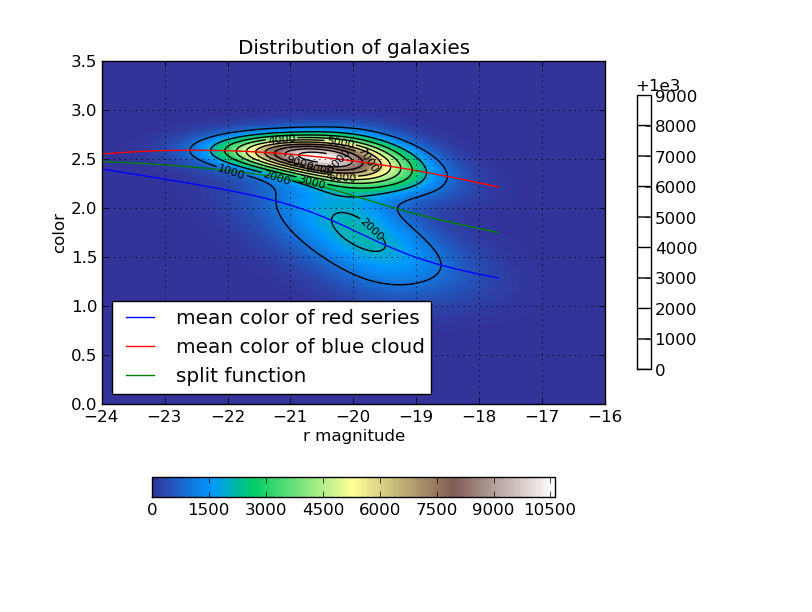 Distribution of galaxies
3.5
3.0
2.5
2.0
1.5
1.0
0.5
0.0
color
4000
5000
9000
6000
1000
2000
3000
2000
mean color of red series
mean color of blue cloud
split function
−24 −23 −22 −21 −20 −19 −18 −17 −16
r magnitude
+1e3
9000
8000
7000
6000
5000
4000
3000
2000
1000
0
0 1500 3000 4500 6000 7500 9000 10500